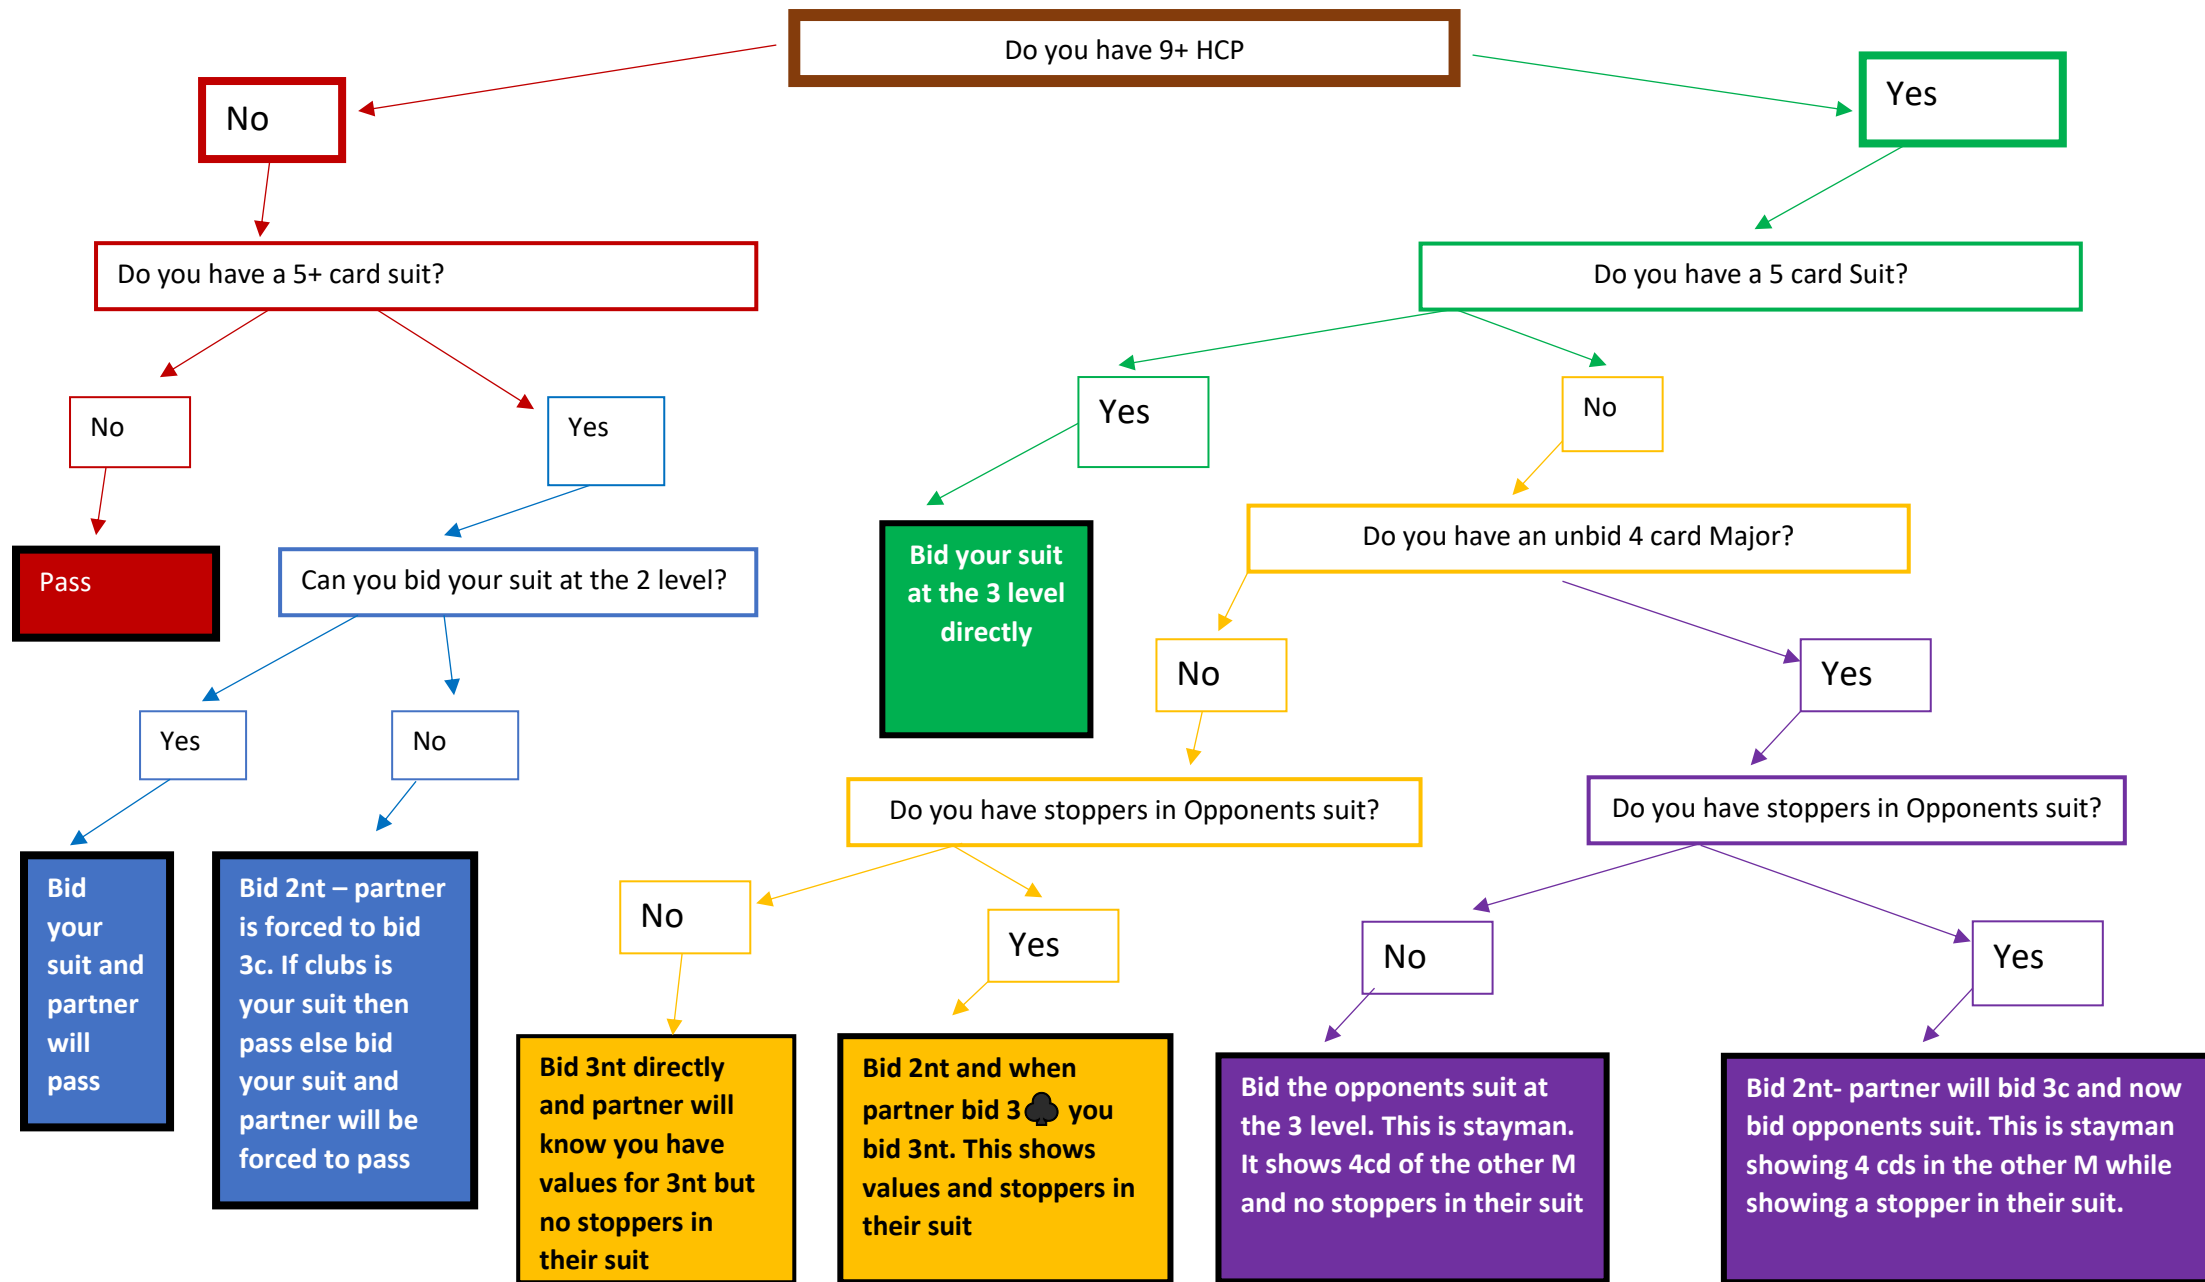 Do you have 9+ HCP
No
Yes
Do you have a 5+ card suit?
Do you have a 5 card Suit?
No
Yes
Yes
No
Pass
Can you bid your suit at the 2 level?
Bid your suit
at the 3 level
directly
Do you have an unbid 4 card Major?
No
Yes
Yes
No
Do you have stoppers in Opponents suit?
Do you have stoppers in Opponents suit?
Bid
your
suit and
partner
will
pass
Bid 2nt – partner
is forced to bid
3c. If clubs is
your suit then
pass else bid
your suit and
partner will be
forced to pass
No
Yes
No
Yes
Bid 3nt directly
and partner will
know you have
values for 3nt but
no stoppers in
their suit
Bid 2nt and when
partner bid 3♣ you
bid 3nt. This shows
values and stoppers in
their suit
Bid the opponents suit at
the 3 level. This is stayman.
It shows 4cd of the other M
and no stoppers in their suit
Bid 2nt- partner will bid 3c and now
bid opponents suit. This is stayman
showing 4 cds in the other M while
showing a stopper in their suit.